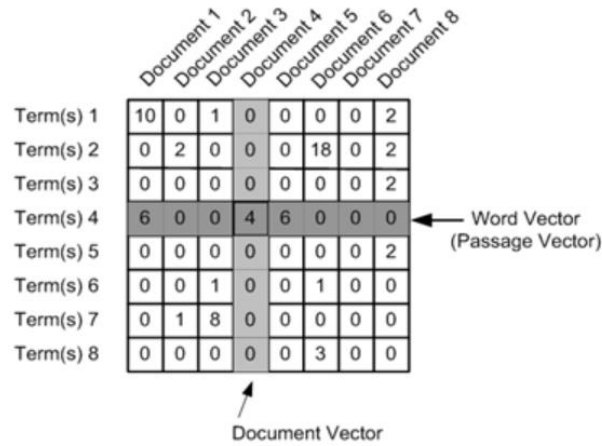 Document 1 Document 2 Document 3 Document 4 Document 5 Document 6 Document 7 Document 8
Term(s) 1 10 0 1 0 0 0 0 2
Term(s) 2 0 2 0 0 0 18 0 2
Term(s) 3 0 0 0 0 0 0 0 2
Term(s) 4 6 0 0 4 6 0 0 0
Word Vector
(Passage Vector)
Term(s) 5 0 0 0 0 0 0 0 2
Term(s) 6 0 0 1 0 0 1 0 0
Term(s) 7 0 1 8 0 0 0 0 0
Term(s) 8 0 0 0 0 0 3 0 0
Document Vector